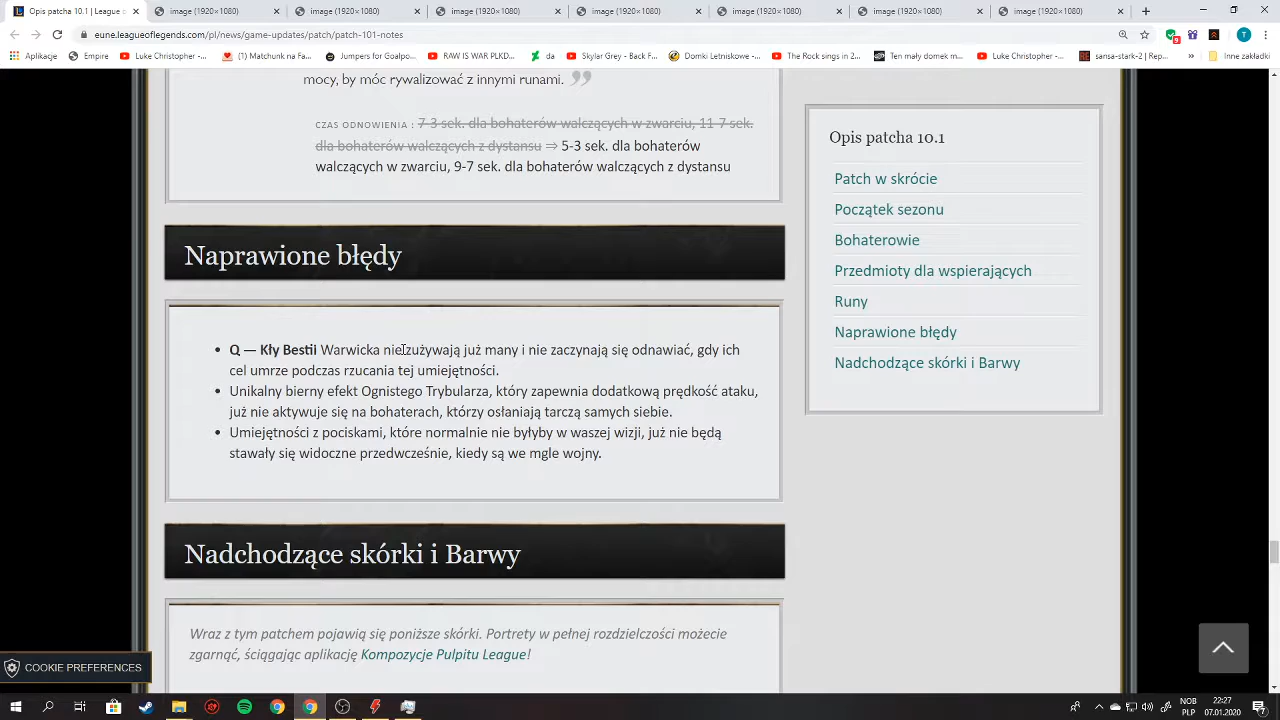 Opis patcha 10.1 | League o
image (1920×1080)
image (1920×1080)
image (1920×1080)
image (1920×1080)
image (1920×1080)
image (1920×1080)
image (1920×1080)
eune.leagueoflegends.com/pl/news/game-updates/patch/patch-101-notes
Aplikacje
Empire
Luke Christopher -...
(1) Matchunk na Fa...
Jumpers for Goalpo...
RAW IS WAR PLKD...
da
Skylar Grey - Back F...
Domki Letniskowe -...
The Rock sings in 2...
Ten mały domek m...
Luke Christopher -...
sansa-stark-2 | Rep...
»
Inne zakładki
mocy, by móc rywalizować z innymi runami.
CZAS ODNOWIENIA : 7-3 sek. dla bohaterów walczących w zwarciu, 11-7 sek.
dla bohaterów walczących z dystansu ⇒ 5-3 sek. dla bohaterów
walczących w zwarciu, 9-7 sek. dla bohaterów walczących z dystansu
Naprawione błędy
• Q — Kły Bestii Warwicka nie zużywają już many i nie zaczynają się odnawiać, gdy ich
cel umrze podczas rzucania tej umiejętności.
• Unikalny bierny efekt Ognistego Trybularza, który zapewnia dodatkową prędkość ataku,
już nie aktywuje się na bohaterach, którzy osłaniają tarczą samych siebie.
• Umiejętności z pociskami, które normalnie nie byłyby w waszej wizji, już nie będą
stawały się widoczne przedwcześnie, kiedy są we mgle wojny.
Nadchodzące skórki i Barwy
Wraz z tym patchem pojawią się poniższe skórki. Portrety w pełnej rozdzielczości możecie
zgarnąć, ściągając aplikację Kompozycje Pulpitu League!
Opis patcha 10.1
Patch w skrócie
Początek sezonu
Bohaterowie
Przedmioty dla wspierających
Runy
Naprawione błędy
Nadchodzące skórki i Barwy
COOKIE PREFERENCES
NOB
PLP
22:27
07.01.2020